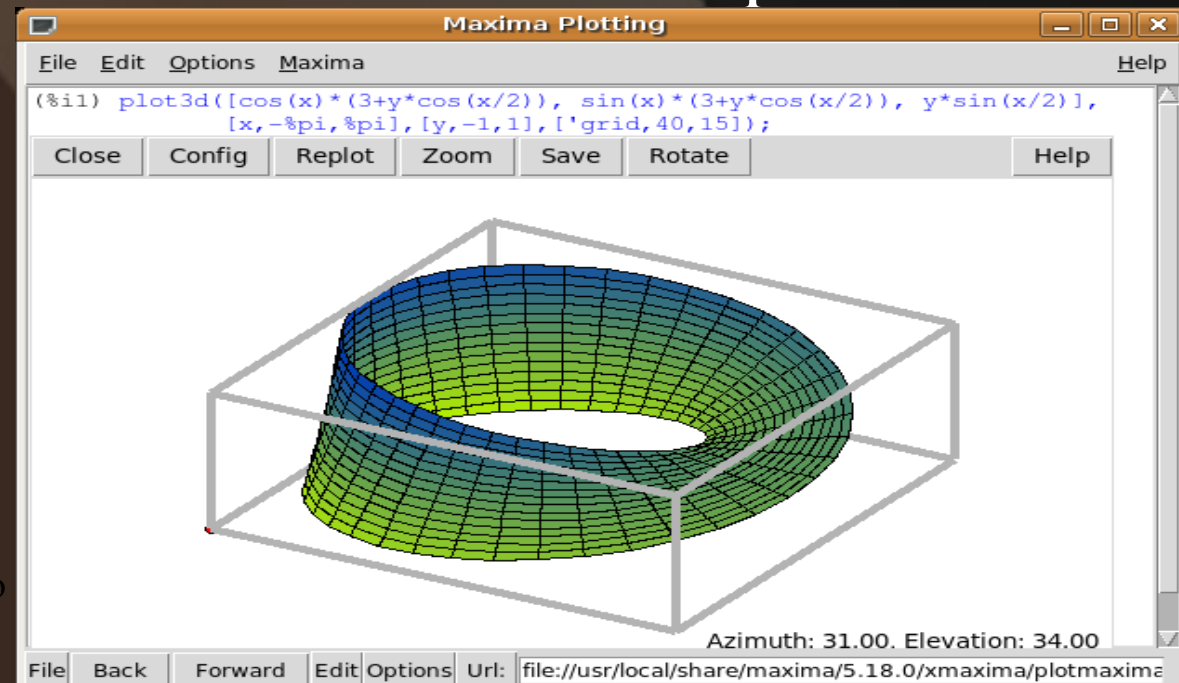 Maxima Plotting
File Edit Options Maxima Help
(%i1) plot3d([cos(x)*(3+y*cos(x/2)), sin(x)*(3+y*cos(x/2)), y*sin(x/2)],
[x,-%pi,%pi],[y,-1,1],['grid,40,15]);
Close Config Replot Zoom Save Rotate Help
Azimuth: 31.00. Elevation: 34.00
File Back Forward Edit Options Url: file://usr/local/share/maxima/5.18.0/xmaxima/plotmaxima